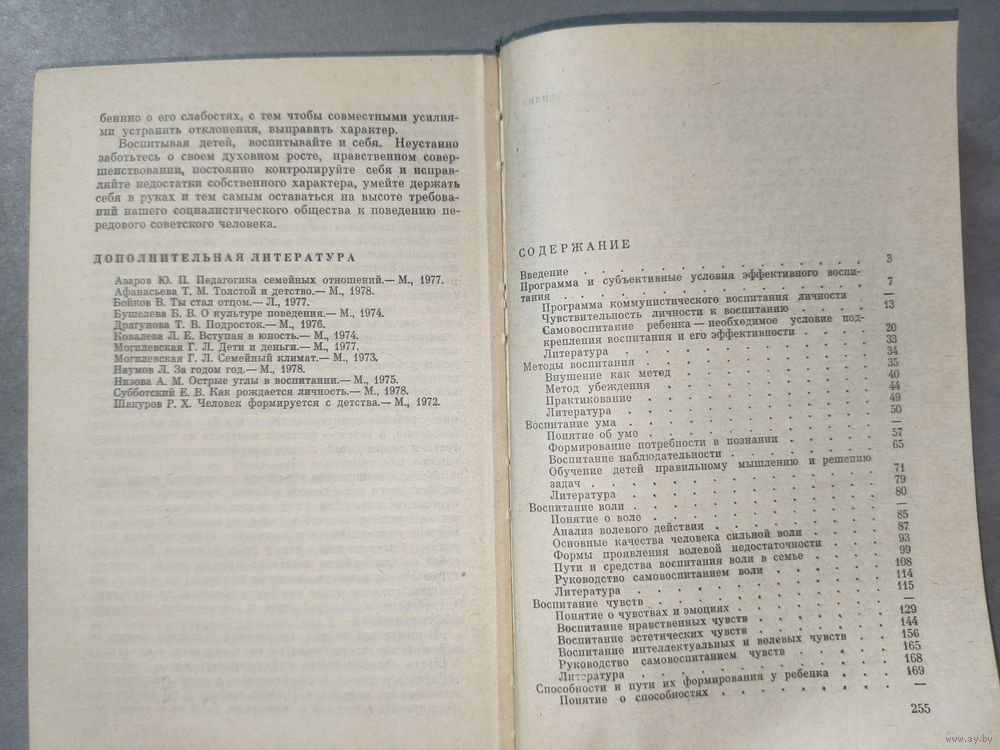 беннно о его слабостях, с тем чтобы совместными усилия-
ми устранить отклонения, выправить характер.
Воспитывая детей, воспитывайте и себя. Неустанно
заботьтесь о своем духовном росте, нравственном совер-
шенствовании, постоянно контролируйте себя и исправ-
ляйте недостатки собственного характера, умейте держать
себя в руках и тем самым оставаться на высоте требова-
ний нашего социалистического общества к поведению пе-
редового советского человека.
ДОПОЛНИТЕЛЬНАЯ ЛИТЕРАТУРА
Азаров Ю. П. Педагогика семейных отношений.— М., 1977.
Афанасьева Т. М. Толстой и детство.— М., 1978.
Бойков В. Ты стал отцом.— Л., 1977.
Бушелева Б. В. О культуре поведения.— М., 1974.
Драгунова Т. В. Подросток.— М., 1976.
Ковалева Л. Е. Вступая в юность.— М., 1974.
Могилевская Г. Л. Дети и деньги.— М., 1977.
Могилевская Г. Л. Семейный климат.— М., 1973.
Наумов Л. За годом год.— М., 1978.
Низова А. М. Острые углы в воспитании.— М., 1975.
Субботский Е. В. Как рождается личность.— М., 1978.
Шакуров Р. Х. Человек формируется с детства.— М., 1972.
СОДЕРЖАНИЕ
Введение . . . . . . . . . . 3
Программа и субъективные условия эффективного воспи-
тания . . . . . . . . . . 7
Программа коммунистического воспитания личности —
Чувствительность личности к воспитанию . . . . 13
Самовоспитание ребенка — необходимое условие под-
крепления воспитания и его эффективности . . . 20
Литература . . . . . . . . . . 33
Методы воспитания . . . . . . . . . . 34
Внушение как метод . . . . . . . . . . 35
Метод убеждения . . . . . . . . . . 40
Практикование . . . . . . . . . . 44
Литература . . . . . . . . . . 49
Воспитание ума . . . . . . . . . . 50
Понятие об уме . . . . . . . . . . —
Формирование потребности в познании . . . . 57
Воспитание наблюдательности . . . . . . 65
Обучение детей правильному мышлению и решению
задач . . . . . . . . . . 71
Литература . . . . . . . . . . 79
Воспитание воли . . . . . . . . . . 80
Понятие о воле . . . . . . . . . . —
Анализ волевого действия . . . . . . 85
Основные качества человека сильной воли . . . 87
Формы проявления волевой недостаточности . . . 93
Пути и средства воспитания воли в семье . . . 99
Руководство самовоспитанием воли . . . . 108
Литература . . . . . . . . . . 114
Воспитание чувств . . . . . . . . . . 115
Понятие о чувствах и эмоциях . . . . . . —
Воспитание нравственных чувств . . . . . 129
Воспитание эстетических чувств . . . . . 144
Воспитание интеллектуальных и волевых чувств . . 156
Руководство самовоспитанием чувств . . . . 165
Литература . . . . . . . . . . 168
Способности и пути их формирования у ребенка . . . 169
Понятие о способностях . . . . . . . —
255
www.ay.by